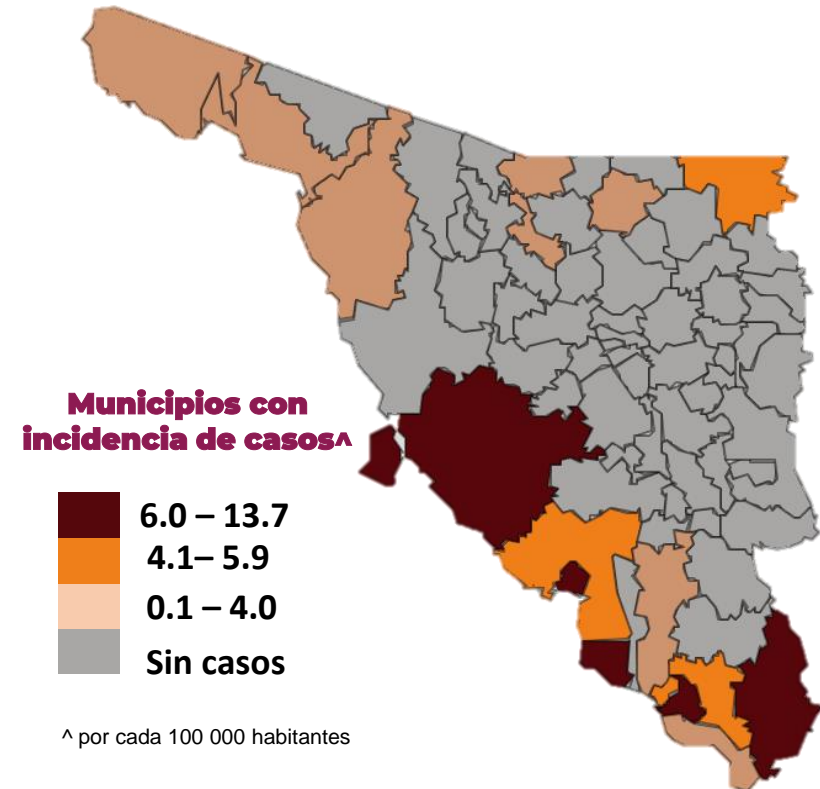 Municipios con
incidencia de casos^
6.0 – 13.7
4.1– 5.9
0.1 – 4.0
Sin casos
^ por cada 100 000 habitantes